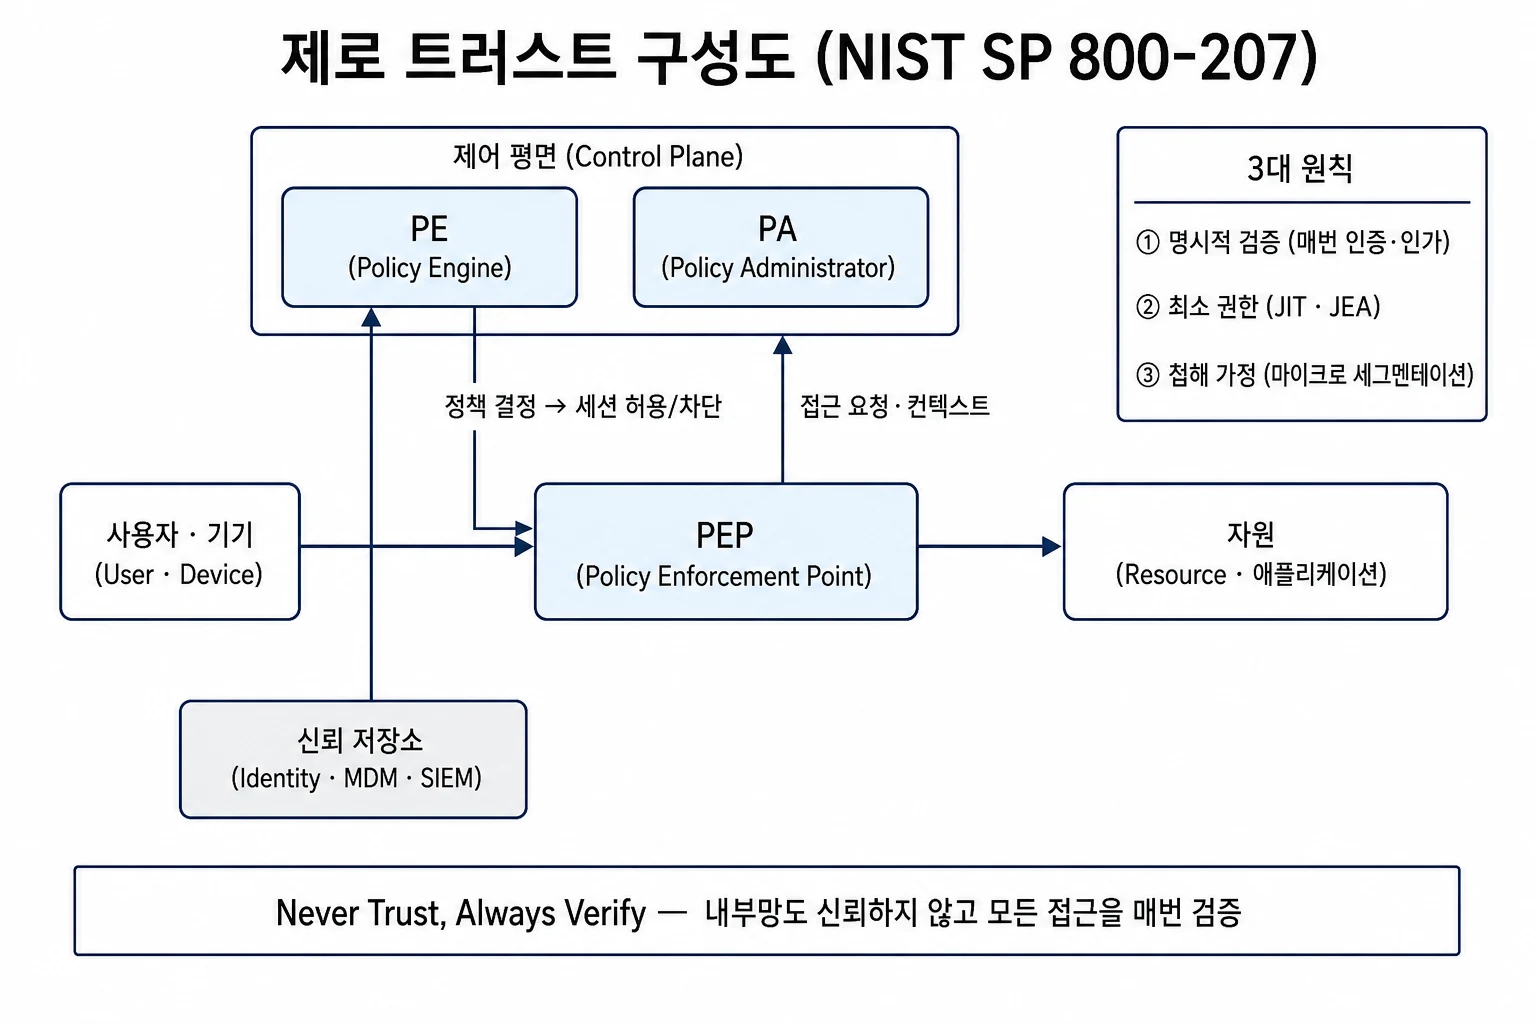 제로 트러스트 구성도 (NIST SP 800-207)
제어 평면 (Control Plane)
PE
(Policy Engine)
PA
(Policy Administrator)
3대 원칙
① 명시적 검증 (매번 인증·인가)
② 최소 권한 (JIT · JEA)
③ 첩해 가정 (마이크로 세그멘테이션)
정책 결정 → 세션 허용/차단
접근 요청 · 컨텍스트
사용자 · 기기
(User · Device)
PEP
(Policy Enforcement Point)
자원
(Resource · 애플리케이션)
신뢰 저장소
(Identity · MDM · SIEM)
Never Trust, Always Verify — 내부망도 신뢰하지 않고 모든 접근을 매번 검증